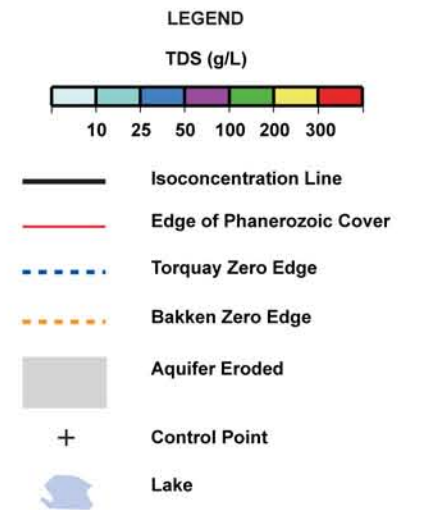 LEGEND
TDS (g/L)
10 25 50 100 200 300
Isoconcentration Line
Edge of Phanerozoic Cover
Torquay Zero Edge
Bakken Zero Edge
Aquifer Eroded
Control Point
Lake